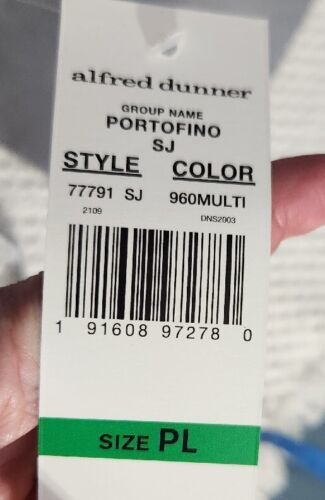 alfred dunner
GROUP NAME
PORTOFINO
SJ
STYLE COLOR
77791 SJ 960MULTI
2109 DNS2003
1 91608 97278 0
SIZE PL